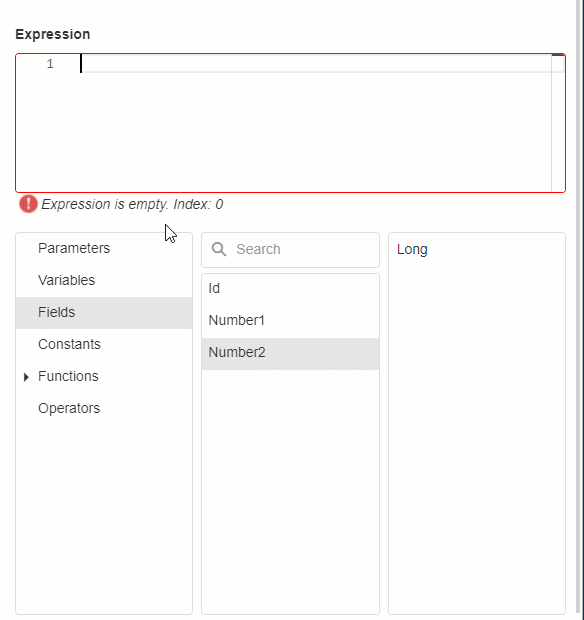 Expression
1
Expression is empty. Index: 0
Parameters
Variables
Fields
Constants
Functions
Operators
Search
Id
Number1
Number2
Long